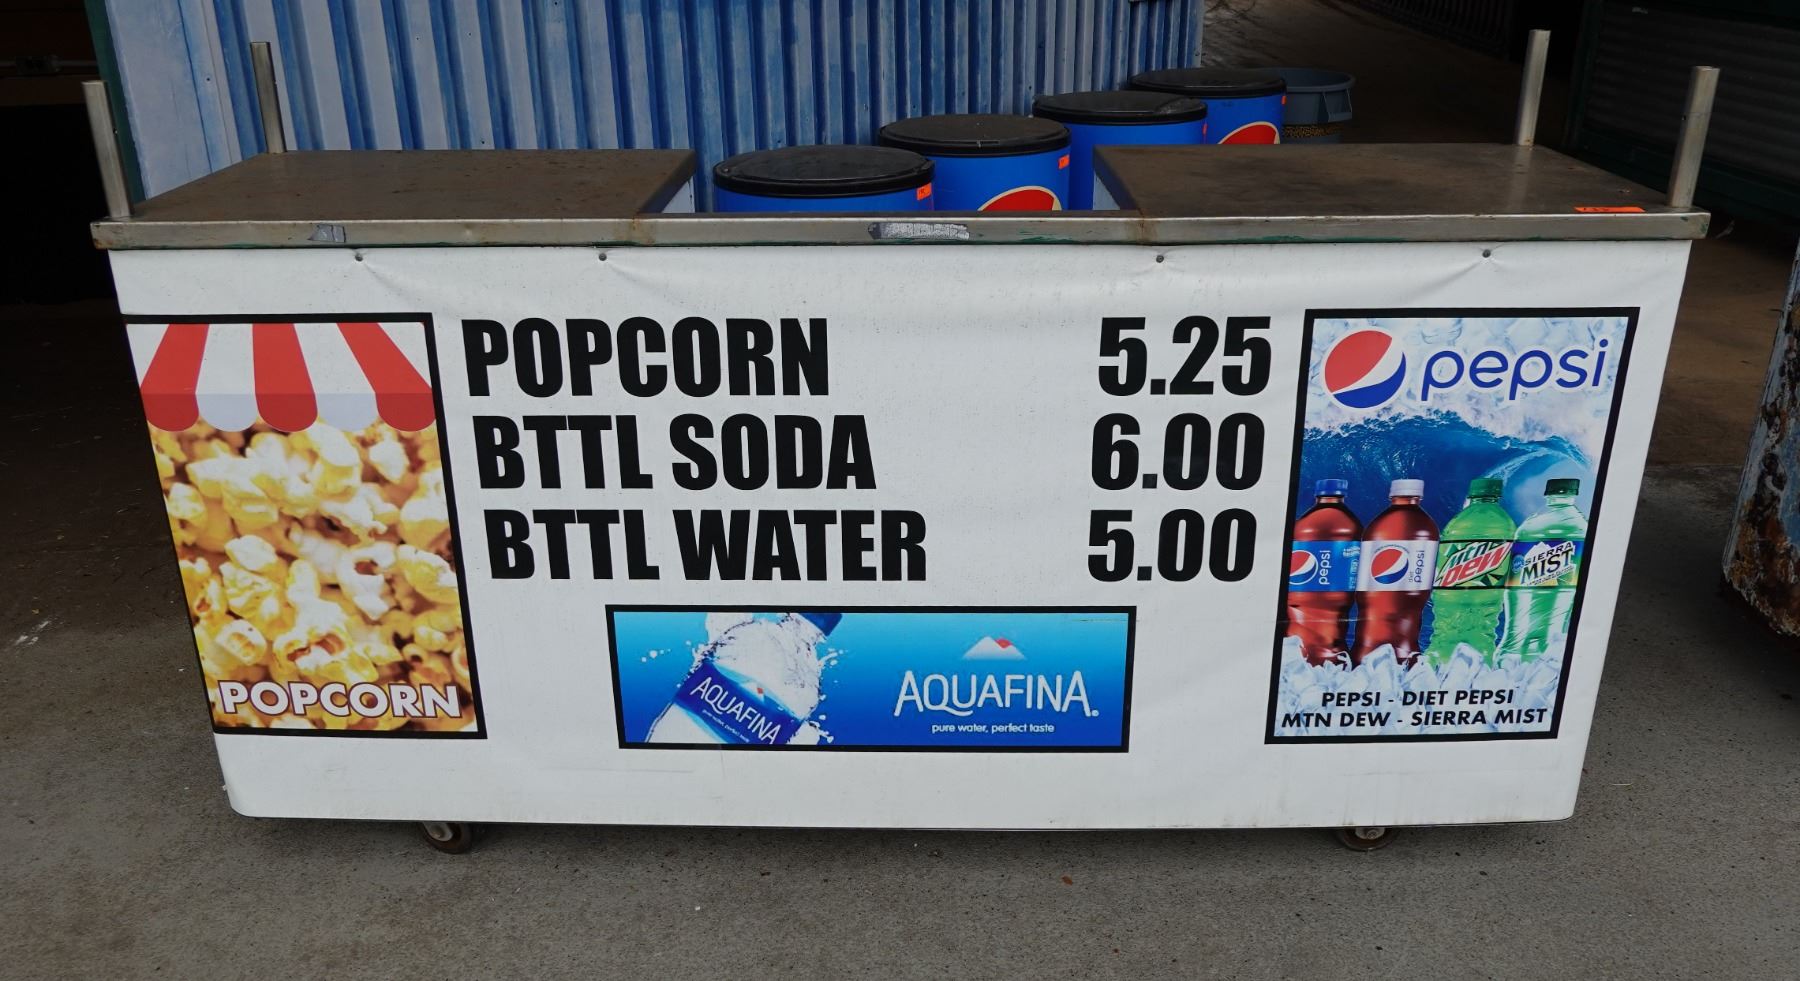 POPCORN 5.25
BTTL SODA 6.00
BTTL WATER 5.00
POPCORN
AQUAFINA
AQUAFINA
pure water, perfect taste
pepsi
pepsi
diet pepsi
mtn DEW
SIERRA MIST
PEPSI - DIET PEPSI
MTN DEW - SIERRA MIST